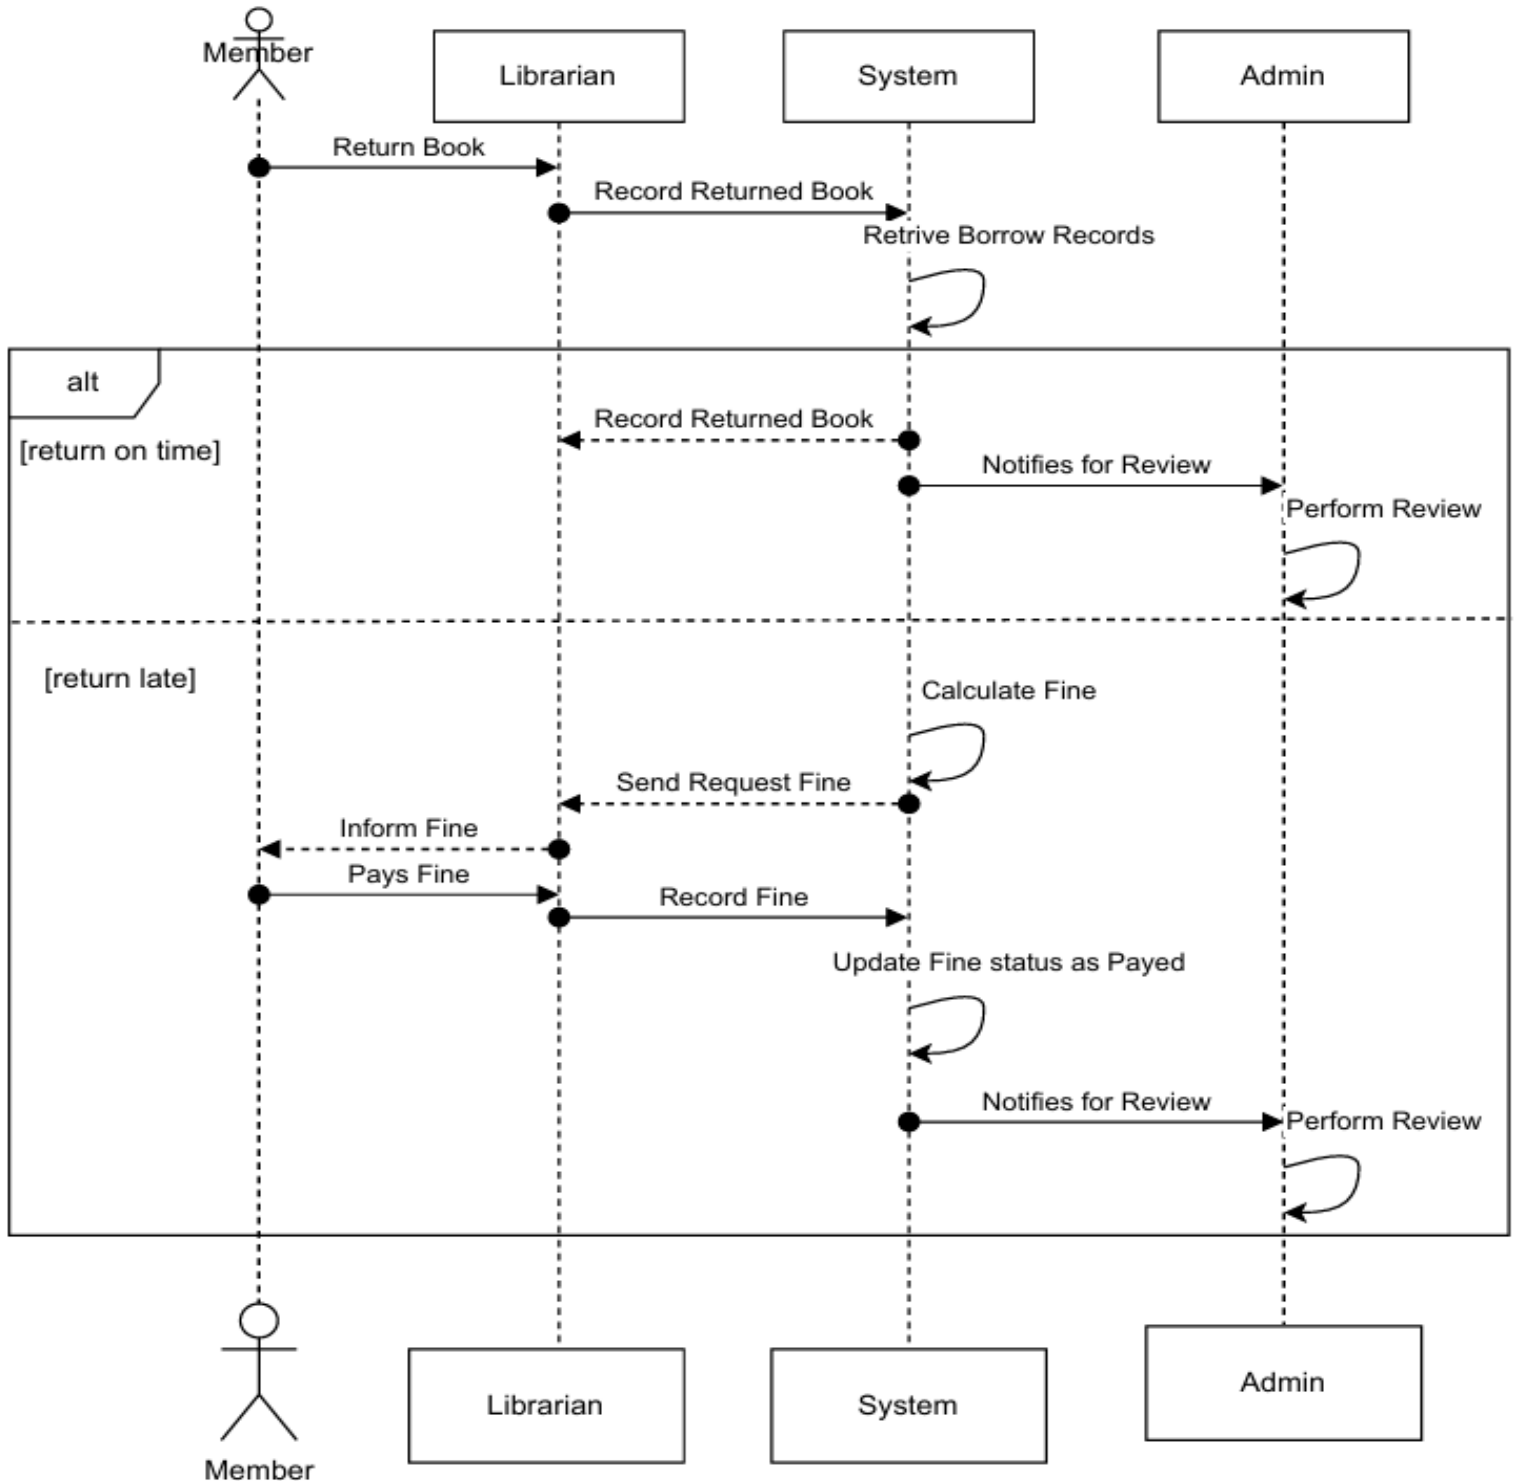 Member
Librarian
System
Admin
Return Book
Record Returned Book
Retrive Borrow Records
alt
[return on time]
Record Returned Book
Notifies for Review
Perform Review
[return late]
Calculate Fine
Send Request Fine
Inform Fine
Pays Fine
Record Fine
Update Fine status as Payed
Notifies for Review
Perform Review
Librarian
System
Admin
Member